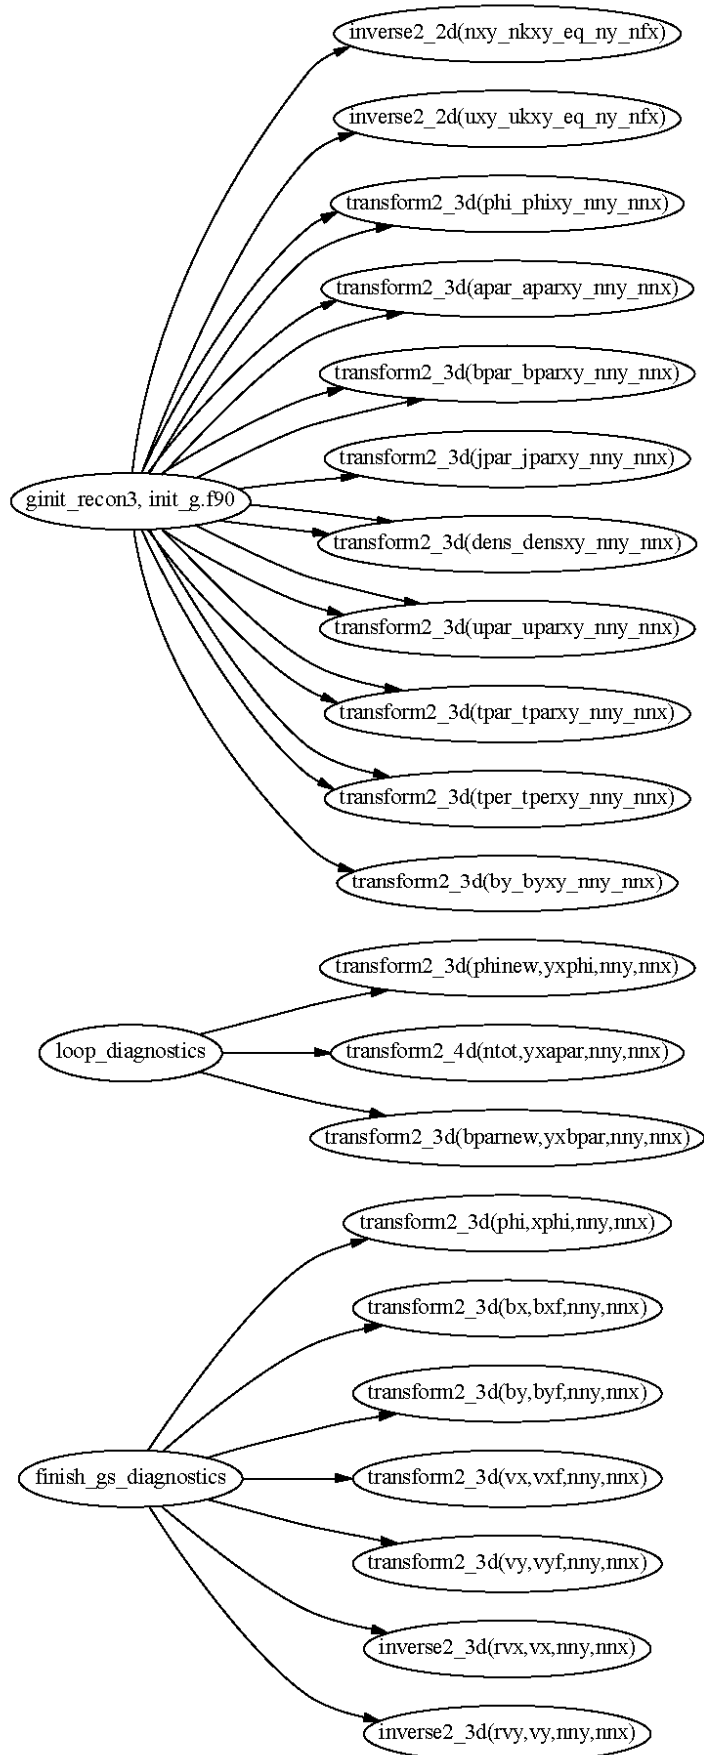 inverse2_2d(nxy_nkxy_eq_ny_nfx)
inverse2_2d(uxy_ukxy_eq_ny_nfx)
transform2_3d(phi_phixy_nny_nnx)
transform2_3d(apar_aparxy_nny_nnx)
transform2_3d(bpar_bparxy_nny_nnx)
transform2_3d(jpar_jparxy_nny_nnx)
ginit_recon3, init_g.f90
transform2_3d(dens_densxy_nny_nnx)
transform2_3d(upar_uparxy_nny_nnx)
transform2_3d(tpar_tparxy_nny_nnx)
transform2_3d(tper_tperxy_nny_nnx)
transform2_3d(by_byxy_nny_nnx)
transform2_3d(phinew,yxphi,nny,nnx)
loop_diagnostics
transform2_4d(ntot,yxapar,nny,nnx)
transform2_3d(bparnew,yxbpar,nny,nnx)
transform2_3d(phi,xphi,nny,nnx)
transform2_3d(bx,bxf,nny,nnx)
transform2_3d(by,byf,nny,nnx)
finish_gs_diagnostics
transform2_3d(vx,vxf,nny,nnx)
transform2_3d(vy,vyf,nny,nnx)
inverse2_3d(rvx,vx,nny,nnx)
inverse2_3d(rvy,vy,nny,nnx)